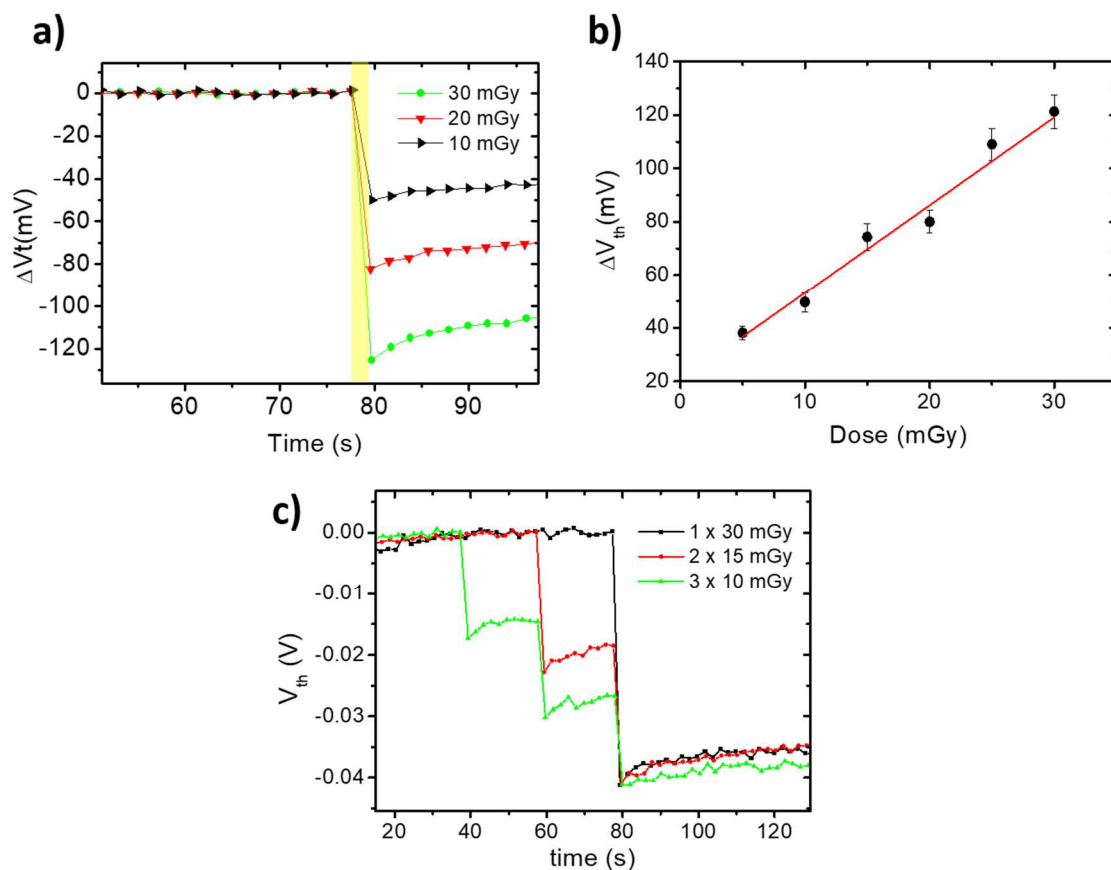 a)
0
-20
-40
-60
-80
-100
-120
60
70
80
90
ΔVt(mV)
Time (s)
30 mGy
20 mGy
10 mGy
b)
140
120
100
80
60
40
20
0
10
20
30
ΔV_th(mV)
Dose (mGy)
c)
0.00
-0.01
-0.02
-0.03
-0.04
20
40
60
80
100
120
V_th (V)
time (s)
1 x 30 mGy
2 x 15 mGy
3 x 10 mGy